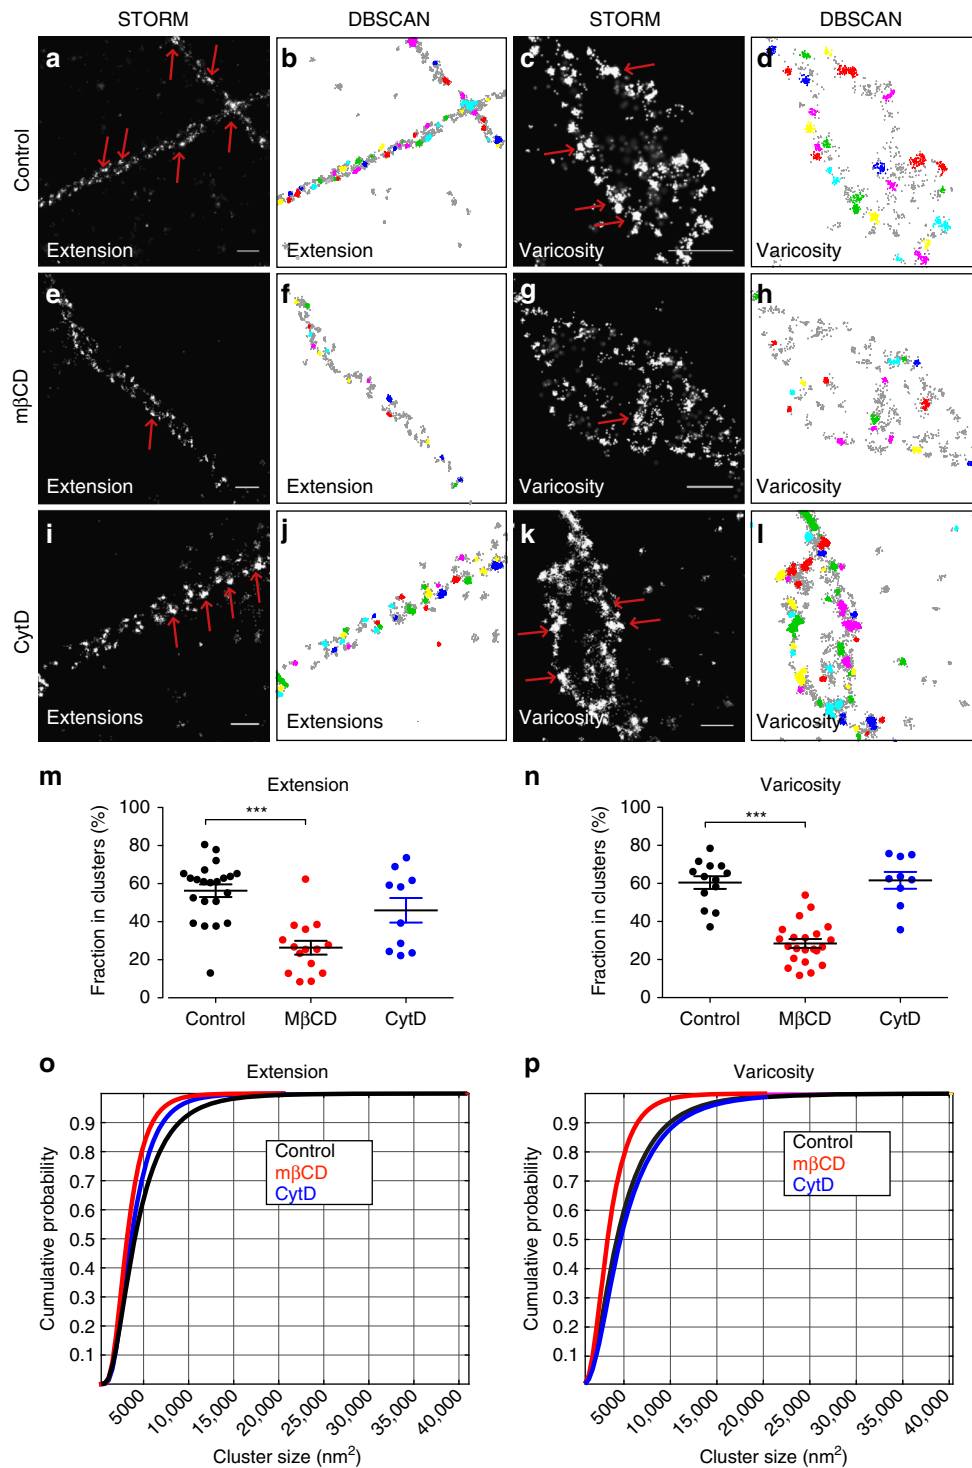 STORM DBSCAN STORM DBSCAN
Control
a
Extension
b
Extension
c
Varicosity
d
Varicosity
mβCD
e
Extension
f
Extension
g
Varicosity
h
Varicosity
CytD
i
Extensions
j
Extensions
k
Varicosity
l
Varicosity
m
Extension
***
Fraction in clusters (%)
100
80
60
40
20
0
Control MβCD CytD
n
Varicosity
***
Fraction in clusters (%)
100
80
60
40
20
0
Control MβCD CytD
o
Extension
Cumulative probability
0.9
0.8
0.7
0.6
0.5
0.4
0.3
0.2
0.1
Control
mβCD
CytD
5000 10,000 15,000 20,000 25,000 30,000 35,000 40,000
Cluster size (nm²)
p
Varicosity
Cumulative probability
0.9
0.8
0.7
0.6
0.5
0.4
0.3
0.2
0.1
Control
mβCD
CytD
5000 10,000 15,000 20,000 25,000 30,000 35,000 40,000
Cluster size (nm²)